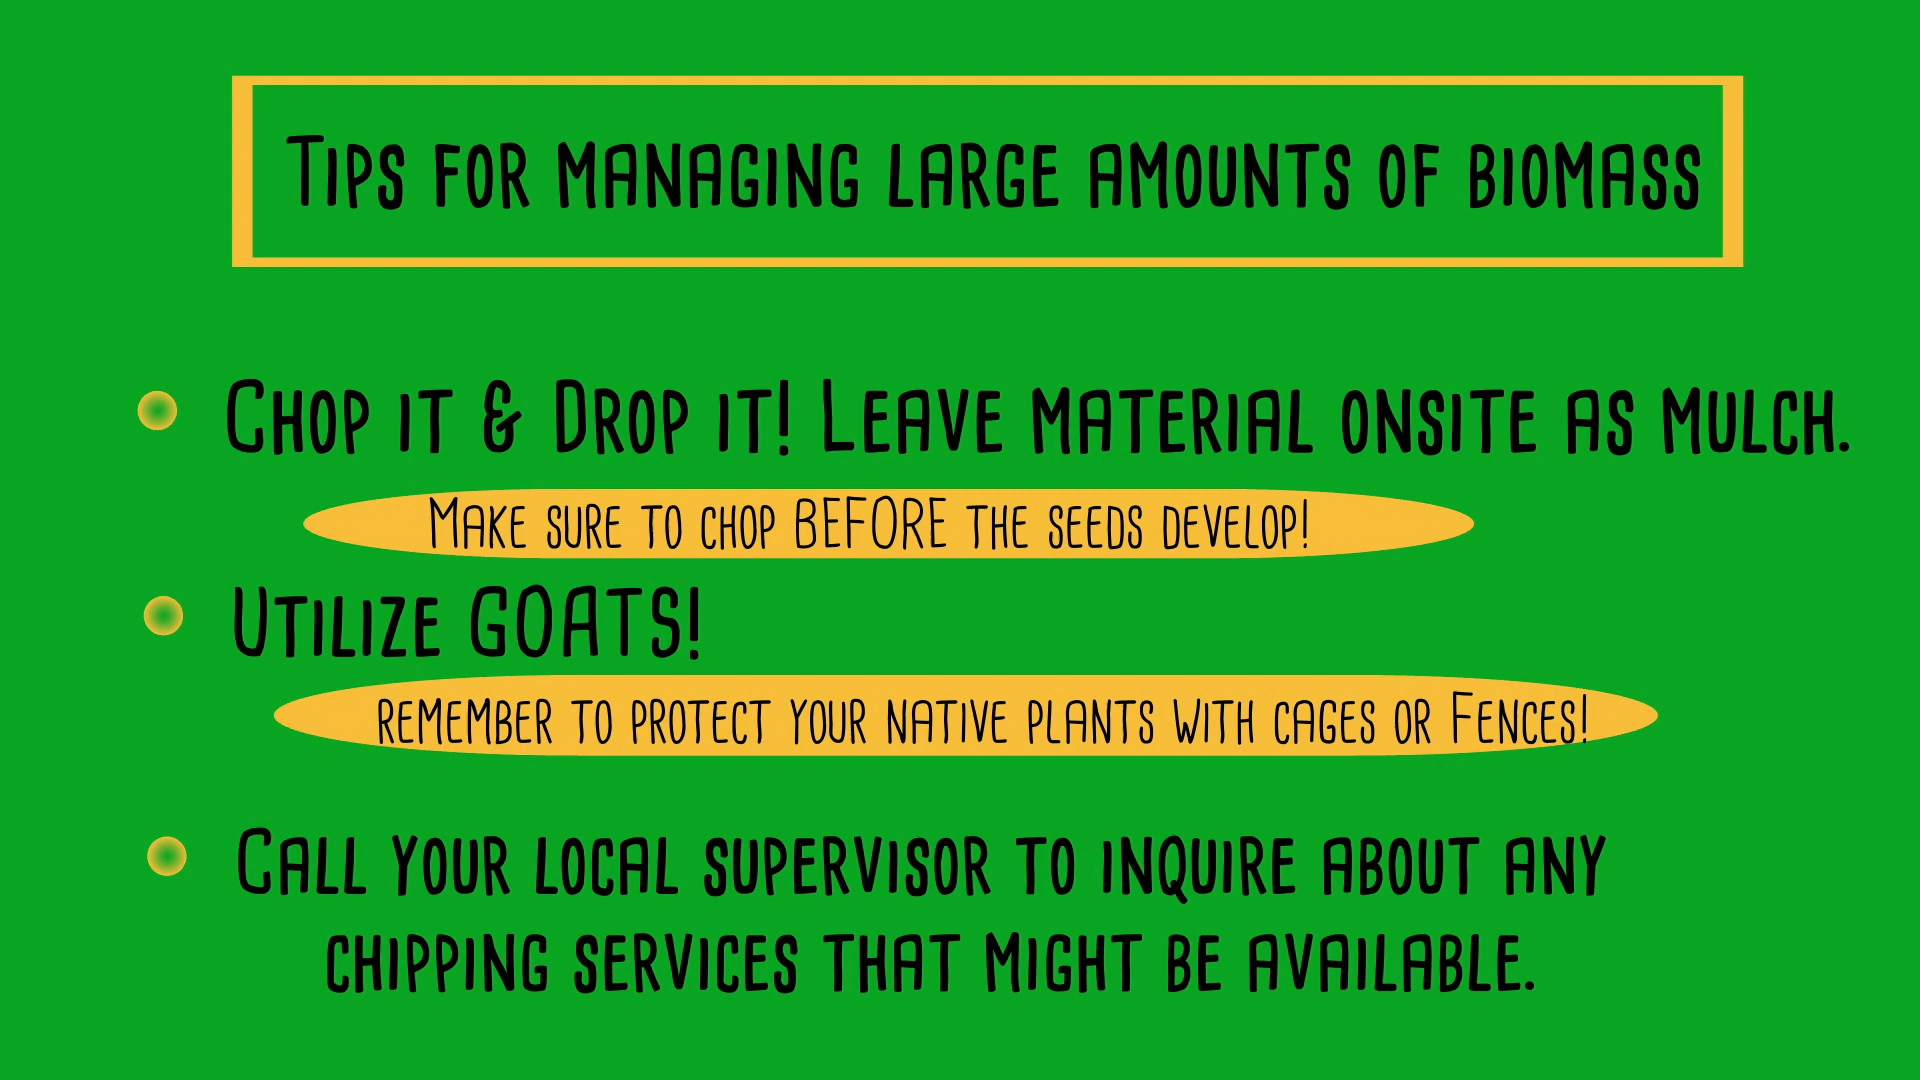 Tips for managing large amounts of biomass
Chop it & Drop it! Leave material onsite as mulch.
Make sure to chop BEFORE the seeds develop!
Utilize GOATS!
remember to protect your native plants with cages or Fences!
Call your local supervisor to inquire about any
chipping services that might be available.